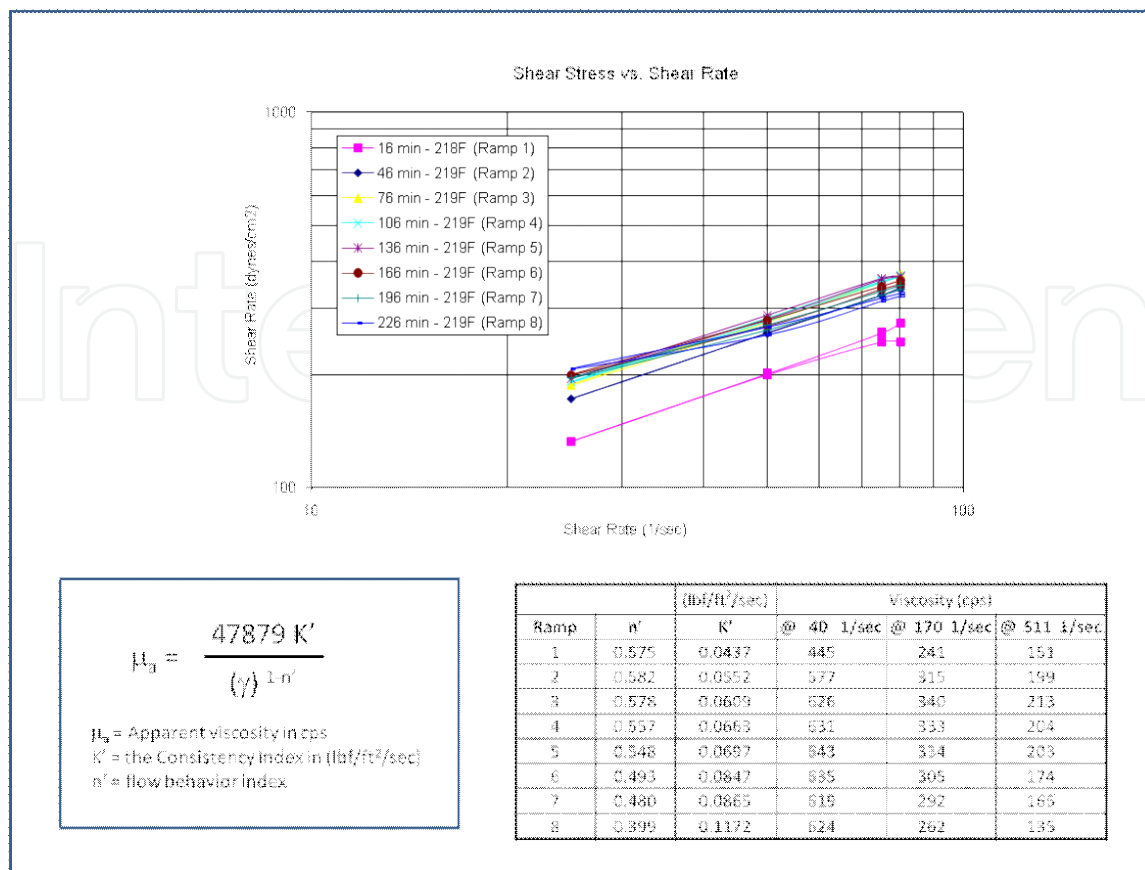 Shear Stress vs. Shear Rate
1000
16 min - 218F (Ramp 1)
46 min - 219F (Ramp 2)
76 min - 219F (Ramp 3)
106 min - 219F (Ramp 4)
136 min - 219F (Ramp 5)
166 min - 219F (Ramp 6)
196 min - 219F (Ramp 7)
226 min - 219F (Ramp 8)
Shear Rate (dynes/cm2)
100
10
100
Shear Rate (1/sec)
μa = 47879 K' / (γ) 1-n'
μa = Apparent viscosity in cps
K' = the Consistency Index in (lbf/ft²/sec)
n' = flow behavior index
(lbf/ft²/sec) Viscosity (cps)
Ramp n' K' @ 40 1/sec @ 170 1/sec @ 511 1/sec
1 0.575 0.0437 445 241 151
2 0.582 0.0552 577 315 199
3 0.578 0.0609 626 340 213
4 0.557 0.0663 631 333 204
5 0.548 0.0697 643 334 203
6 0.493 0.0847 635 305 174
7 0.480 0.0865 619 292 165
8 0.399 0.1172 624 262 135